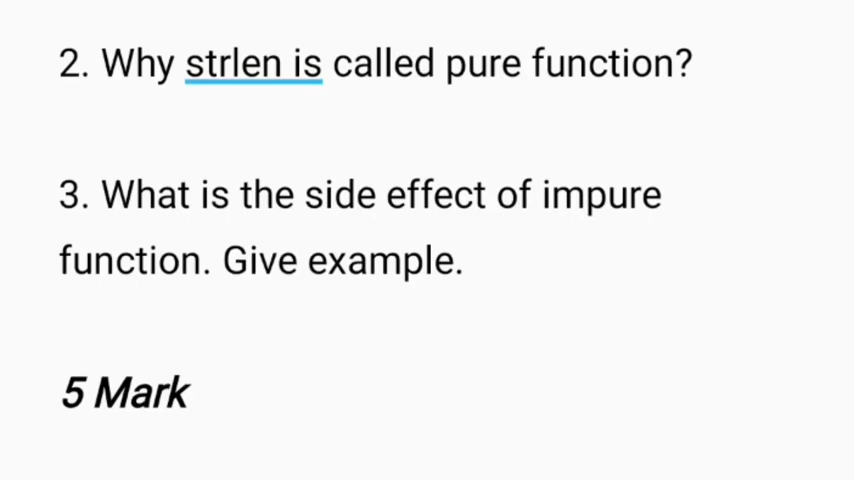 2. Why strlen is called pure function?
3. What is the side effect of impure
function. Give example.
5 Mark